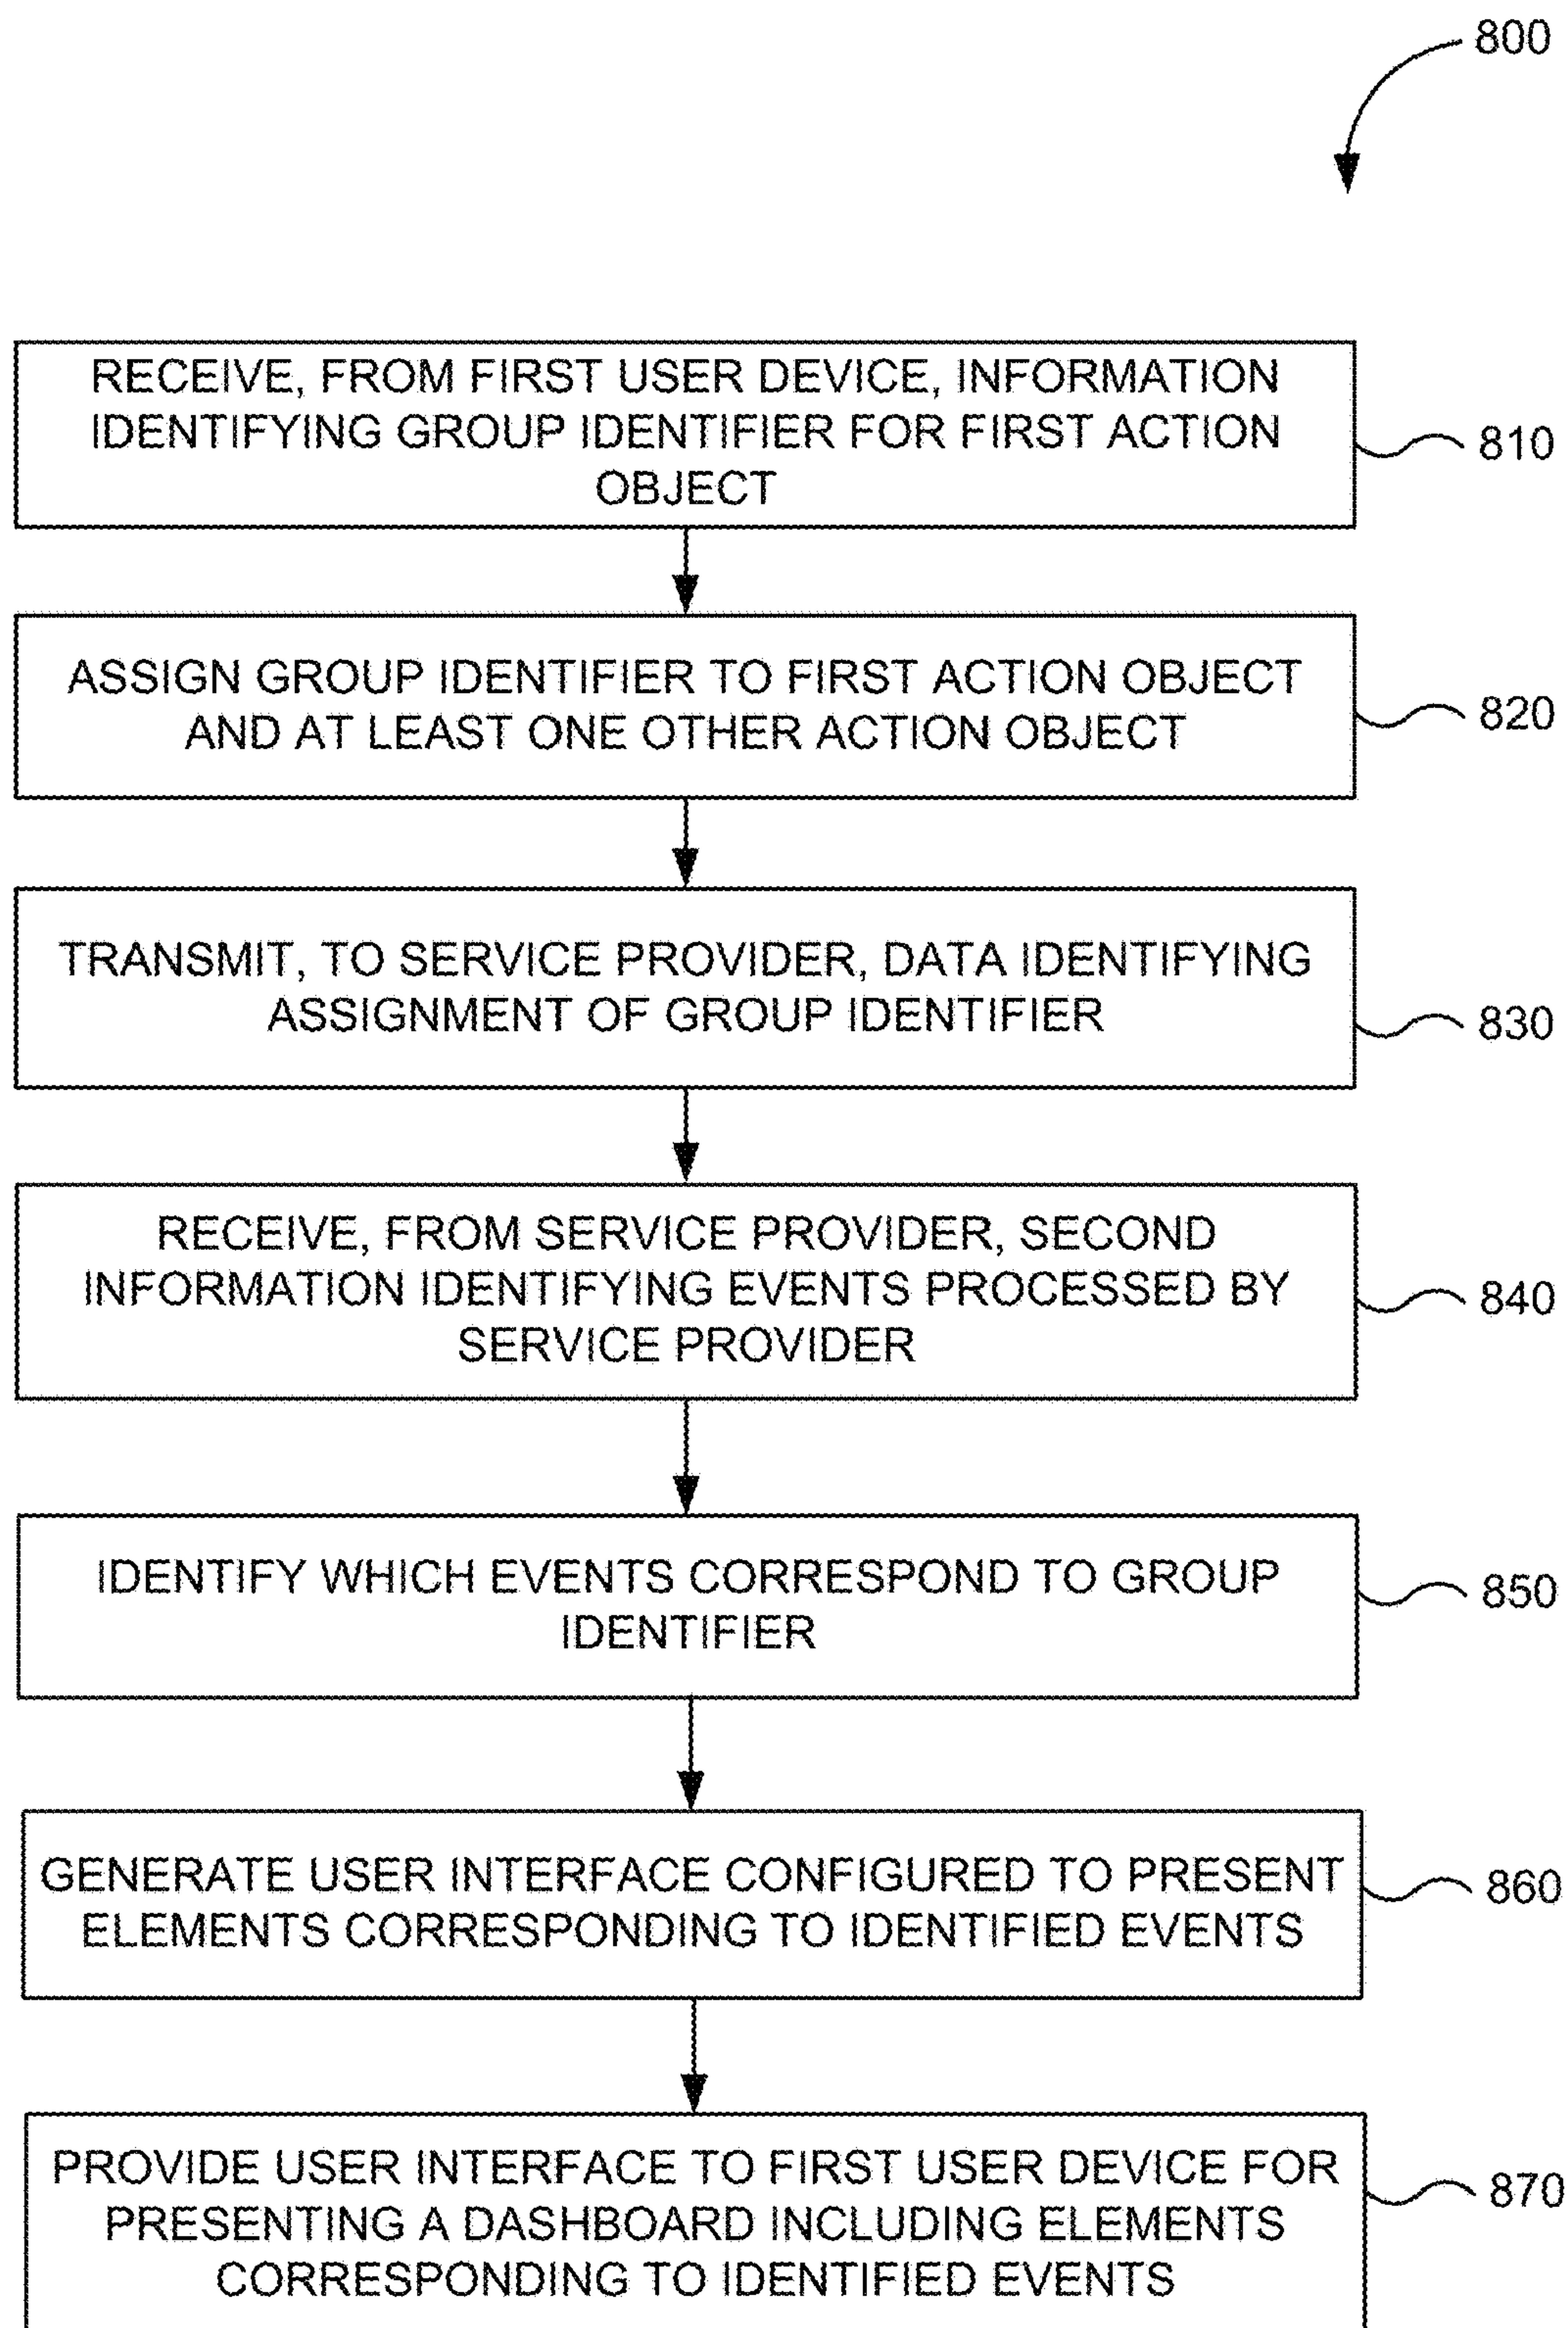 800
RECEIVE, FROM FIRST USER DEVICE, INFORMATION
IDENTIFYING GROUP IDENTIFIER FOR FIRST ACTION
OBJECT
810
ASSIGN GROUP IDENTIFIER TO FIRST ACTION OBJECT
AND AT LEAST ONE OTHER ACTION OBJECT
820
TRANSMIT, TO SERVICE PROVIDER, DATA IDENTIFYING
ASSIGNMENT OF GROUP IDENTIFIER
830
RECEIVE, FROM SERVICE PROVIDER, SECOND
INFORMATION IDENTIFYING EVENTS PROCESSED BY
SERVICE PROVIDER
840
IDENTIFY WHICH EVENTS CORRESPOND TO GROUP
IDENTIFIER
850
GENERATE USER INTERFACE CONFIGURED TO PRESENT
ELEMENTS CORRESPONDING TO IDENTIFIED EVENTS
860
PROVIDE USER INTERFACE TO FIRST USER DEVICE FOR
PRESENTING A DASHBOARD INCLUDING ELEMENTS
CORRESPONDING TO IDENTIFIED EVENTS
870